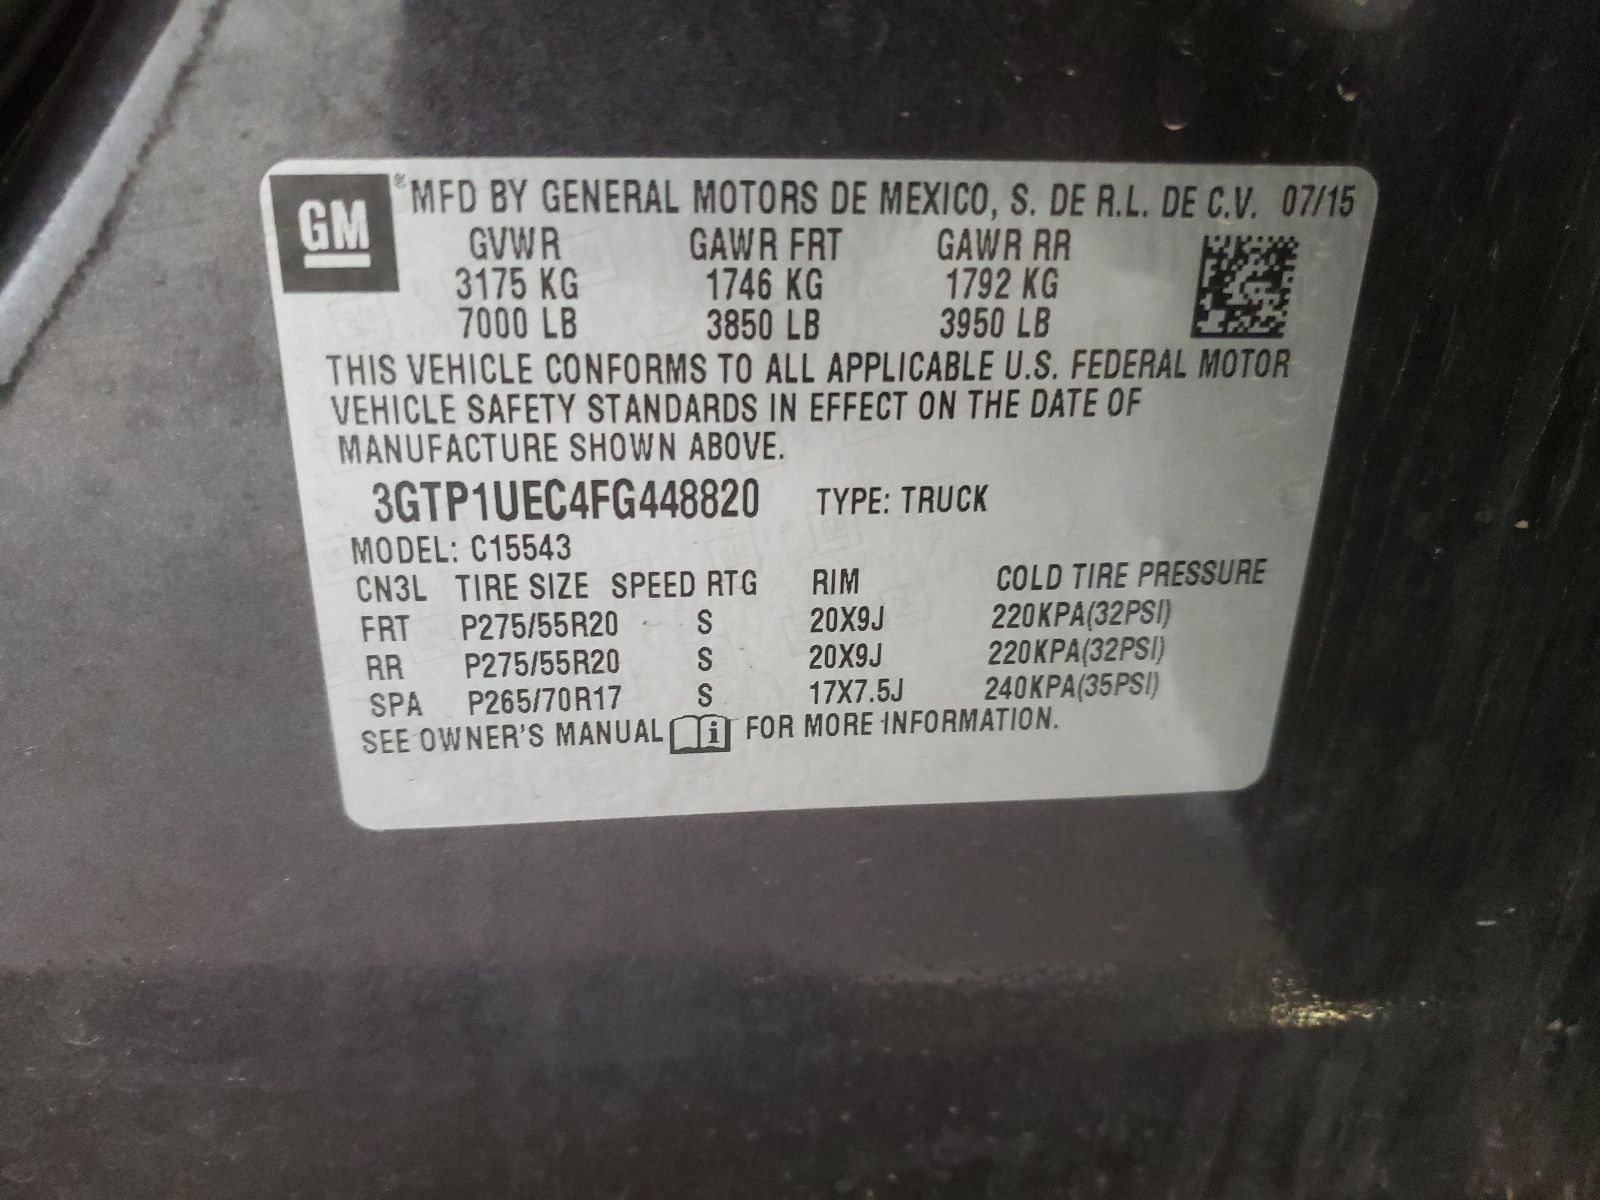 GM ® MFD BY GENERAL MOTORS DE MEXICO, S. DE R.L. DE C.V. 07/15
GVWR GAWR FRT GAWR RR
3175 KG 1746 KG 1792 KG
7000 LB 3850 LB 3950 LB
THIS VEHICLE CONFORMS TO ALL APPLICABLE U.S. FEDERAL MOTOR
VEHICLE SAFETY STANDARDS IN EFFECT ON THE DATE OF
MANUFACTURE SHOWN ABOVE.
3GTP1UEC4FG448820 TYPE: TRUCK
MODEL: C15543
CN3L TIRE SIZE SPEED RTG RIM COLD TIRE PRESSURE
FRT P275/55R20 S 20X9J 220KPA(32PSI)
RR P275/55R20 S 20X9J 220KPA(32PSI)
SPA P265/70R17 S 17X7.5J 240KPA(35PSI)
SEE OWNER'S MANUAL i FOR MORE INFORMATION.